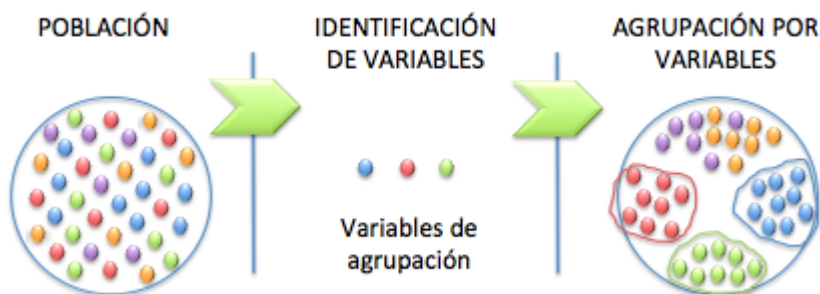 POBLACIÓN
IDENTIFICACIÓN
DE VARIABLES
AGRUPACIÓN POR
VARIABLES
Variables de
agrupación